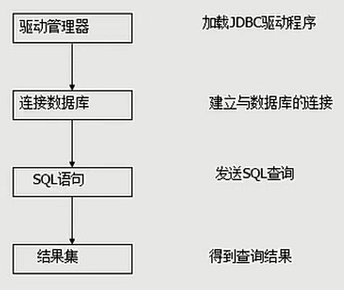 驱动管理器 加载JDBC驱动程序
连接数据库 建立与数据库的连接
SQL语句 发送SQL查询
结果集 得到查询结果